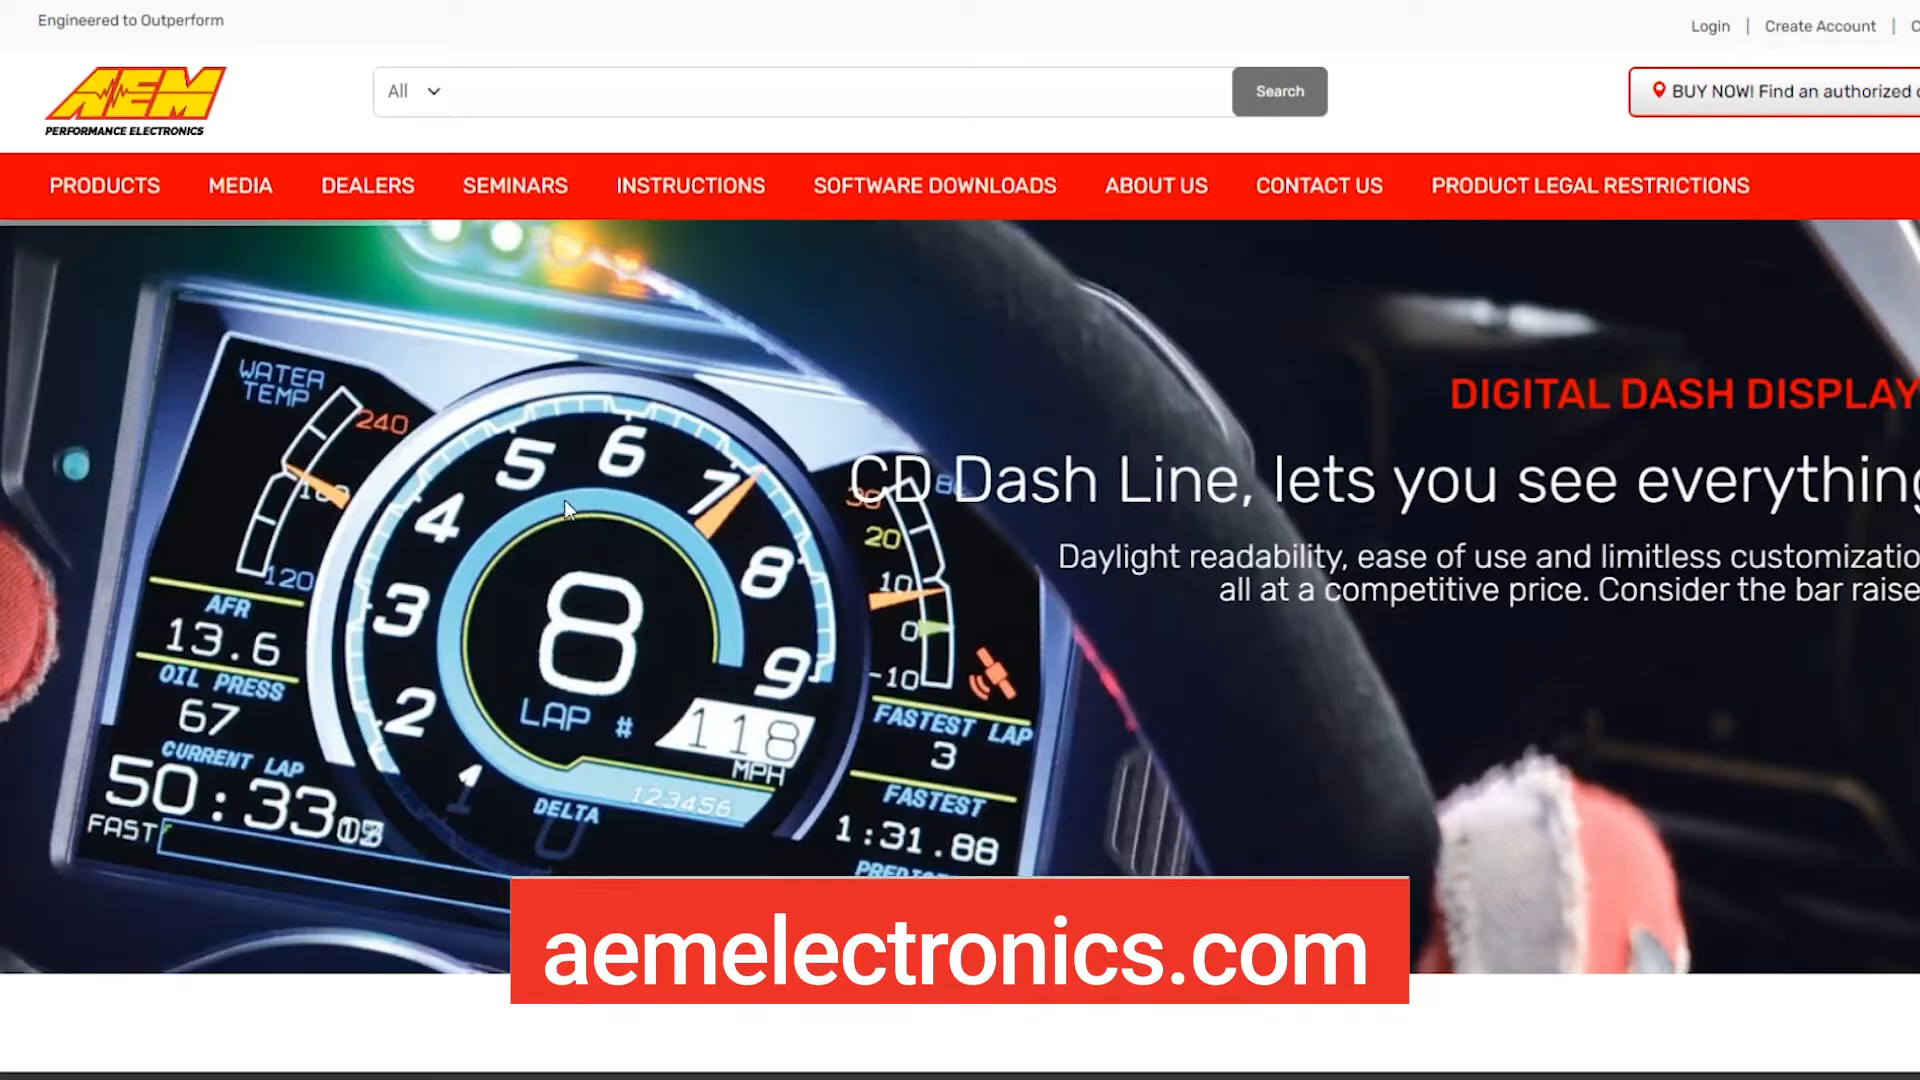 Engineered to Outperform
Login | Create Account |
AEM
PERFORMANCE ELECTRONICS
All
Search
BUY NOW! Find an authorized
PRODUCTS
MEDIA
DEALERS
SEMINARS
INSTRUCTIONS
SOFTWARE DOWNLOADS
ABOUT US
CONTACT US
PRODUCT LEGAL RESTRICTIONS
DIGITAL DASH DISPLAY
CD Dash Line, lets you see everything
Daylight readability, ease of use and limitless customizatio
all at a competitive price. Consider the bar raise
WATER
TEMP
240
120
AFR
13.6
OIL PRESS
67
CURRENT LAP
50:33
FAST
1
2
3
4
5
6
7
8
9
8
LAP #
118
MPH
123456
DELTA
0
20
10
0
-10
FASTEST LAP
3
FASTEST
1:31.88
aemelectronics.com